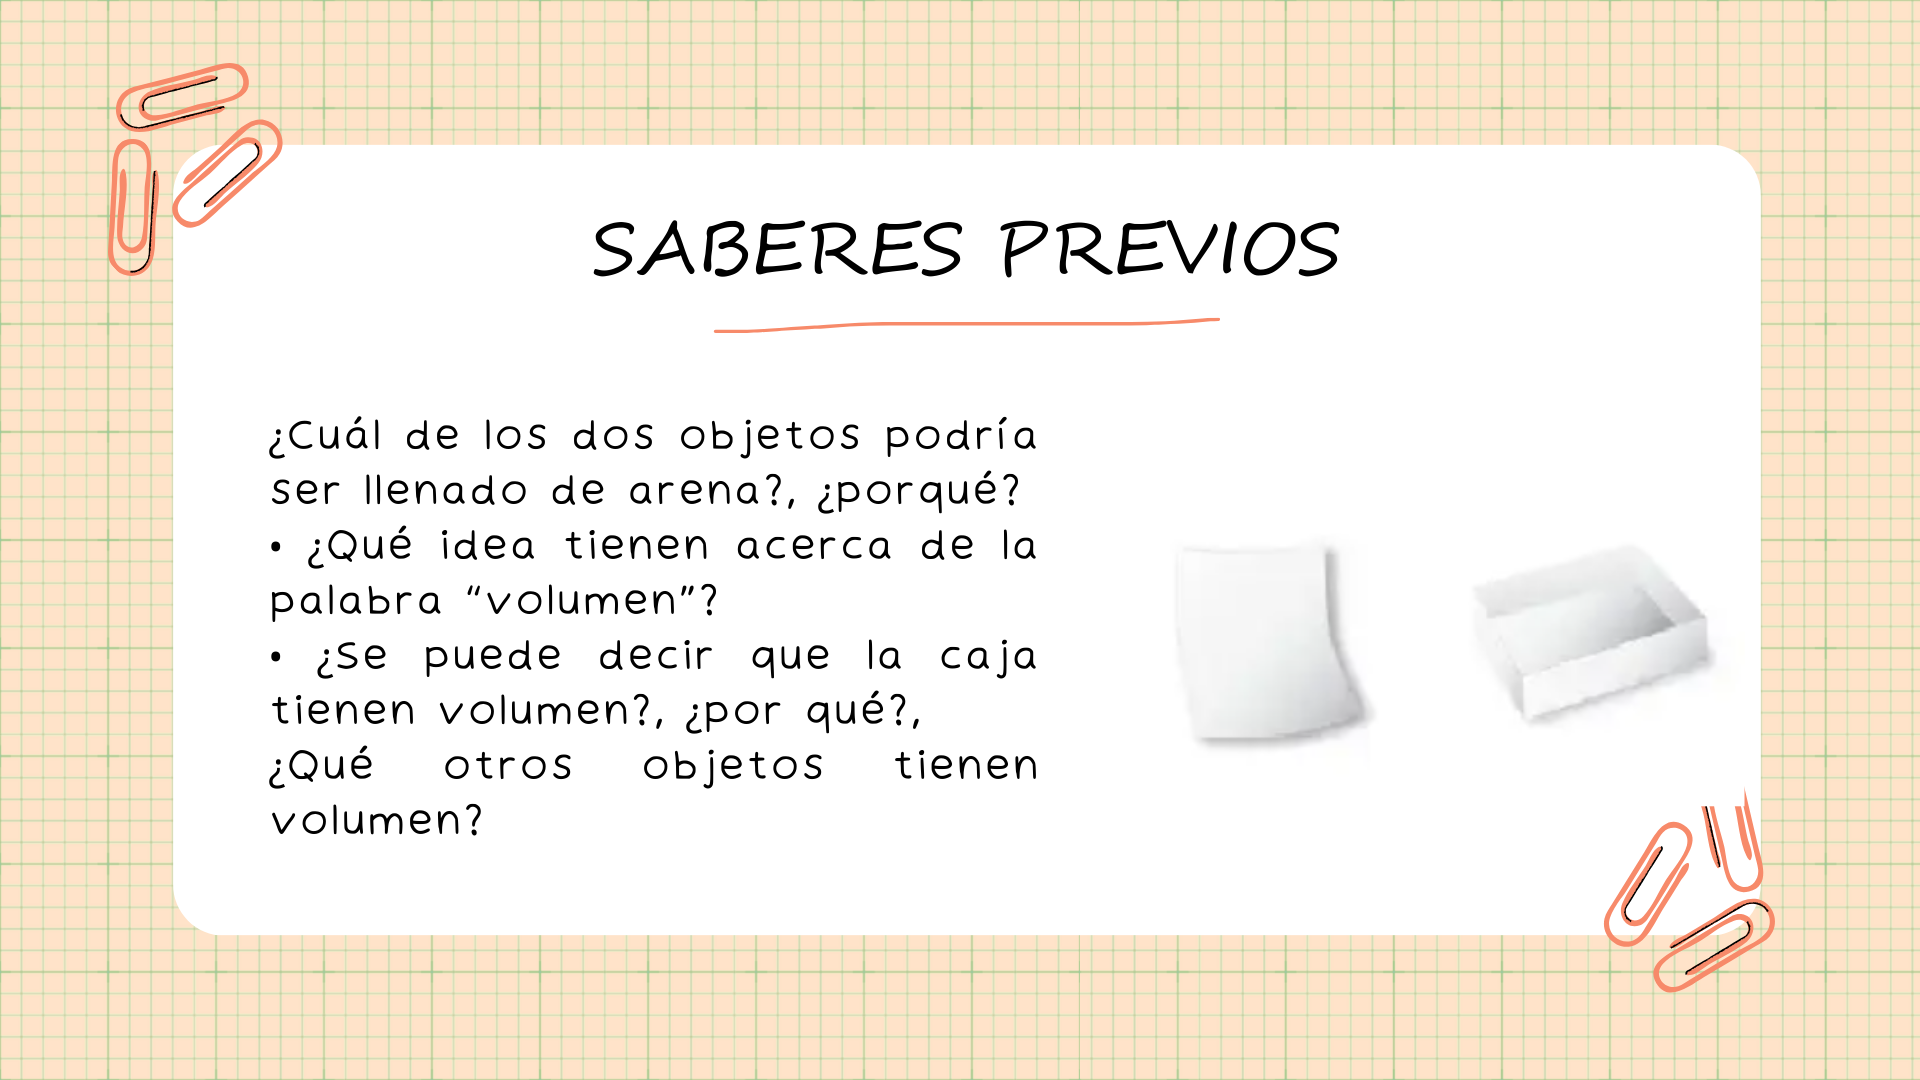 SABERES PREVIOS
¿Cuál de los dos objetos podría
ser llenado de arena?, ¿porqué?
• ¿Qué idea tienen acerca de la
palabra “volumen”?
• ¿Se puede decir que la caja
tienen volumen?, ¿por qué?,
¿Qué otros objetos tienen
volumen?